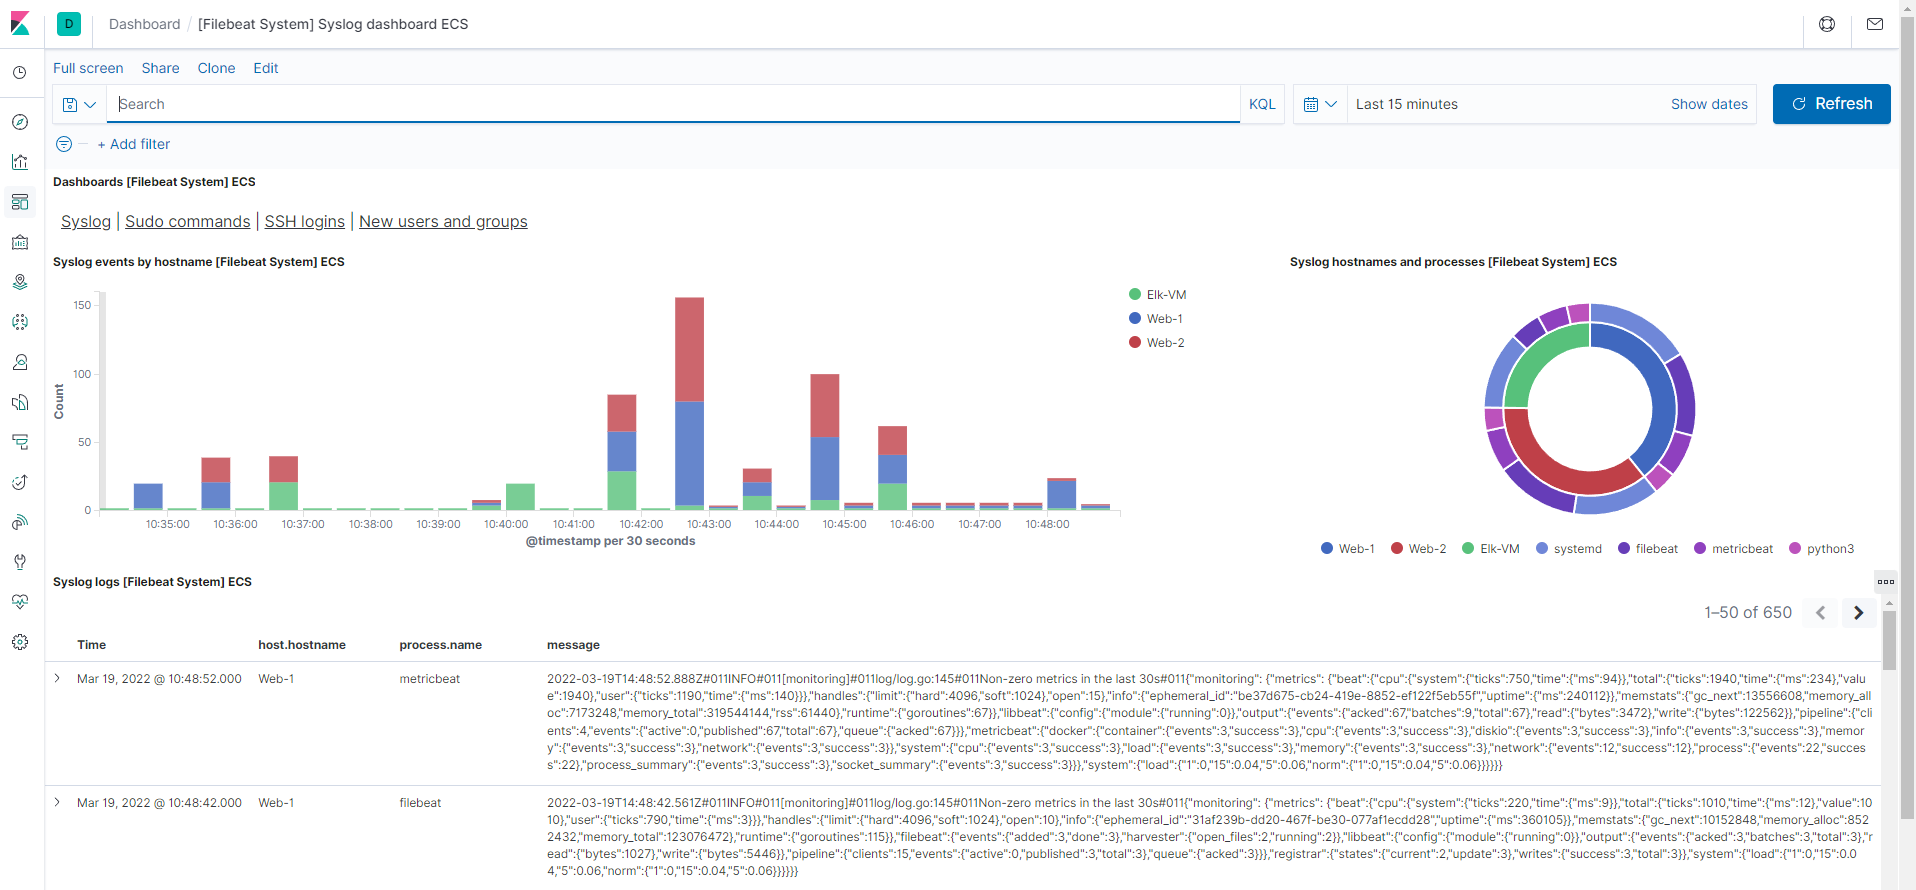 D Dashboard / [Filebeat System] Syslog dashboard ECS
Full screen Share Clone Edit
Search KQL Last 15 minutes Show dates Refresh
+ Add filter
Dashboards [Filebeat System] ECS
Syslog | Sudo commands | SSH logins | New users and groups
Syslog events by hostname [Filebeat System] ECS
150
100
50
0
Count
10:35:00 10:36:00 10:37:00 10:38:00 10:39:00 10:40:00 10:41:00 10:42:00 10:43:00 10:44:00 10:45:00 10:46:00 10:47:00 10:48:00
@timestamp per 30 seconds
Elk-VM
Web-1
Web-2
Syslog hostnames and processes [Filebeat System] ECS
Web-1 Web-2 Elk-VM systemd filebeat metricbeat python3
Syslog logs [Filebeat System] ECS
1–50 of 650
Time host.hostname process.name message
Mar 19, 2022 @ 10:48:52.000 Web-1 metricbeat 2022-03-19T14:48:52.888Z#011INFO#011[monitoring]#011log/log.go:145#011Non-zero metrics in the last 30s#011{"monitoring": {"metrics": {"beat":{"cpu":{"system":{"ticks":750,"time":{"ms":94}},"total":{"ticks":1940,"time":{"ms":234},"valu
e":1940},"user":{"ticks":1190,"time":{"ms":140}}},"handles":{"limit":{"hard":4096,"soft":1024},"open":15},"info":{"ephemeral_id":"be37d675-cb24-419e-8852-ef122f5eb55f","uptime":{"ms":240112}},"memstats":{"gc_next":13556608,"memory_all
oc":7173248,"memory_total":319544144,"rss":61440},"runtime":{"goroutines":67}},"libbeat":{"config":{"module":{"running":0}},"output":{"events":{"acked":67,"batches":9,"total":67},"read":{"bytes":3472},"write":{"bytes":122562}},"pipeline":{"cli
ents":4,"events":{"active":0,"published":67,"total":67},"queue":{"acked":67}}},"metricbeat":{"docker":{"container":{"events":3,"success":3},"cpu":{"events":3,"success":3},"diskio":{"events":3,"success":3},"info":{"events":3,"success":3},"memor
y":{"events":3,"success":3},"network":{"events":3,"success":3}},"system":{"cpu":{"events":3,"success":3},"load":{"events":3,"success":3},"memory":{"events":3,"success":3},"network":{"events":12,"success":12},"process":{"events":22,"succes
s":22},"process_summary":{"events":3,"success":3},"socket_summary":{"events":3,"success":3}}},"system":{"load":{"1":0,"15":0.04,"5":0.06,"norm":{"1":0,"15":0.04,"5":0.06}}}}}}
Mar 19, 2022 @ 10:48:42.000 Web-1 filebeat 2022-03-19T14:48:42.561Z#011INFO#011[monitoring]#011log/log.go:145#011Non-zero metrics in the last 30s#011{"monitoring": {"metrics": {"beat":{"cpu":{"system":{"ticks":220,"time":{"ms":9}},"total":{"ticks":1010,"time":{"ms":12},"value":10
10},"user":{"ticks":790,"time":{"ms":3}}},"handles":{"limit":{"hard":4096,"soft":1024},"open":10},"info":{"ephemeral_id":"31af239b-dd20-467f-be30-077af1ecdd28","uptime":{"ms":360105}},"memstats":{"gc_next":10152848,"memory_alloc":852
2432,"memory_total":123076472},"runtime":{"goroutines":115}},"filebeat":{"events":{"added":3,"done":3},"harvester":{"open_files":2,"running":2}},"libbeat":{"config":{"module":{"running":0}},"output":{"events":{"acked":3,"batches":3,"total":3},"
read":{"bytes":1027},"write":{"bytes":5446}},"pipeline":{"clients":15,"events":{"active":0,"published":3,"total":3},"queue":{"acked":3}}},"registrar":{"states":{"current":2,"update":3},"writes":{"success":3,"total":3}},"system":{"load":{"1":0,"15":0.0
4,"5":0.06,"norm":{"1":0,"15":0.04,"5":0.06}}}}}}